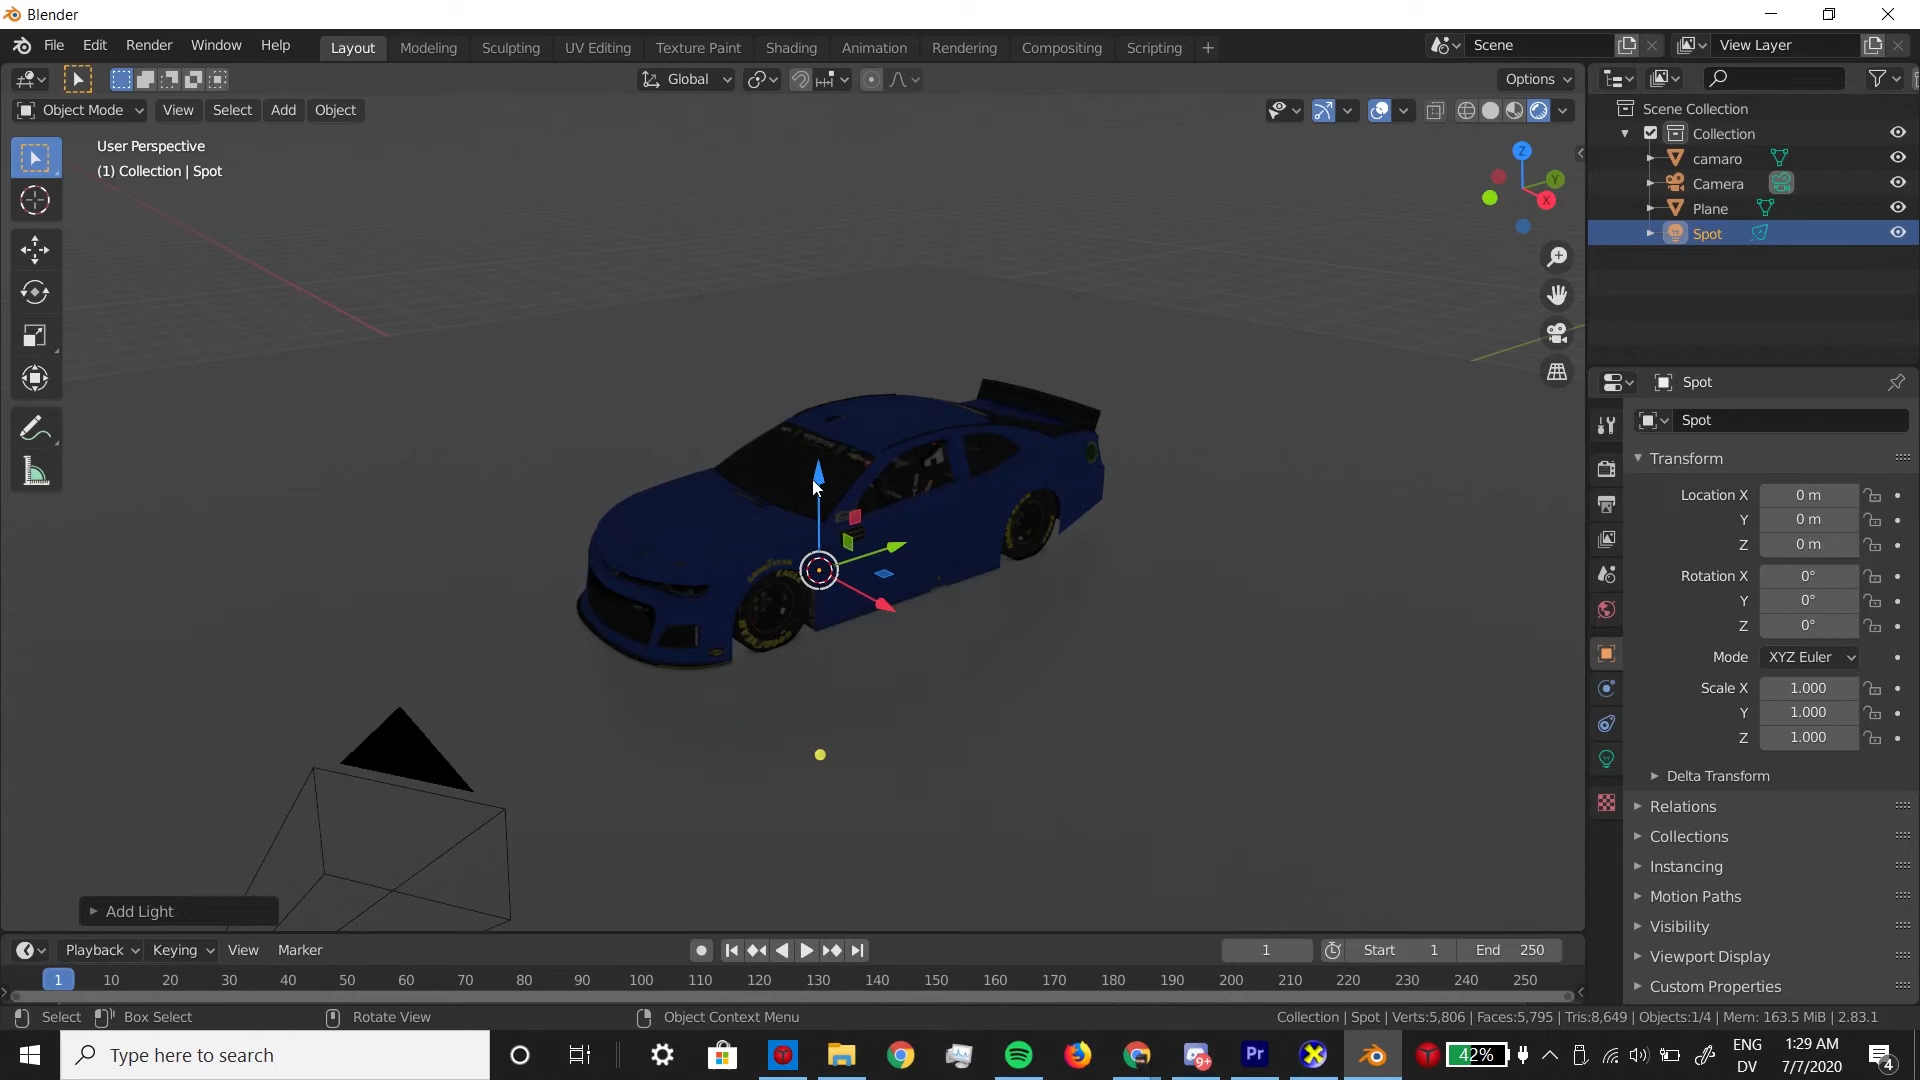 Blender
File Edit Render Window Help Layout Modeling Sculpting UV Editing Texture Paint Shading Animation Rendering Compositing Scripting + Scene View Layer
Global Options
Object Mode View Select Add Object
User Perspective
(1) Collection | Spot
Z
Y
X
Scene Collection
Collection
camaro
Camera
Plane
Spot
Spot
Spot
Transform
Location X 0 m
Y 0 m
Z 0 m
Rotation X 0°
Y 0°
Z 0°
Mode XYZ Euler
Scale X 1.000
Y 1.000
Z 1.000
Delta Transform
Relations
Collections
Instancing
Motion Paths
Visibility
Viewport Display
Custom Properties
GOODYEAR
EAGLE
Add Light
Playback Keying View Marker 1 Start 1 End 250
1 10 20 30 40 50 60 70 80 90 100 110 120 130 140 150 160 170 180 190 200 210 220 230 240 250
Select Box Select Rotate View Object Context Menu Collection | Spot | Verts:5,806 | Faces:5,795 | Tris:8,649 | Objects:1/4 | Mem: 163.5 MiB | 2.83.1
Type here to search 9+ Pr 42% ENG 1:29 AM
DV 7/7/2020 4